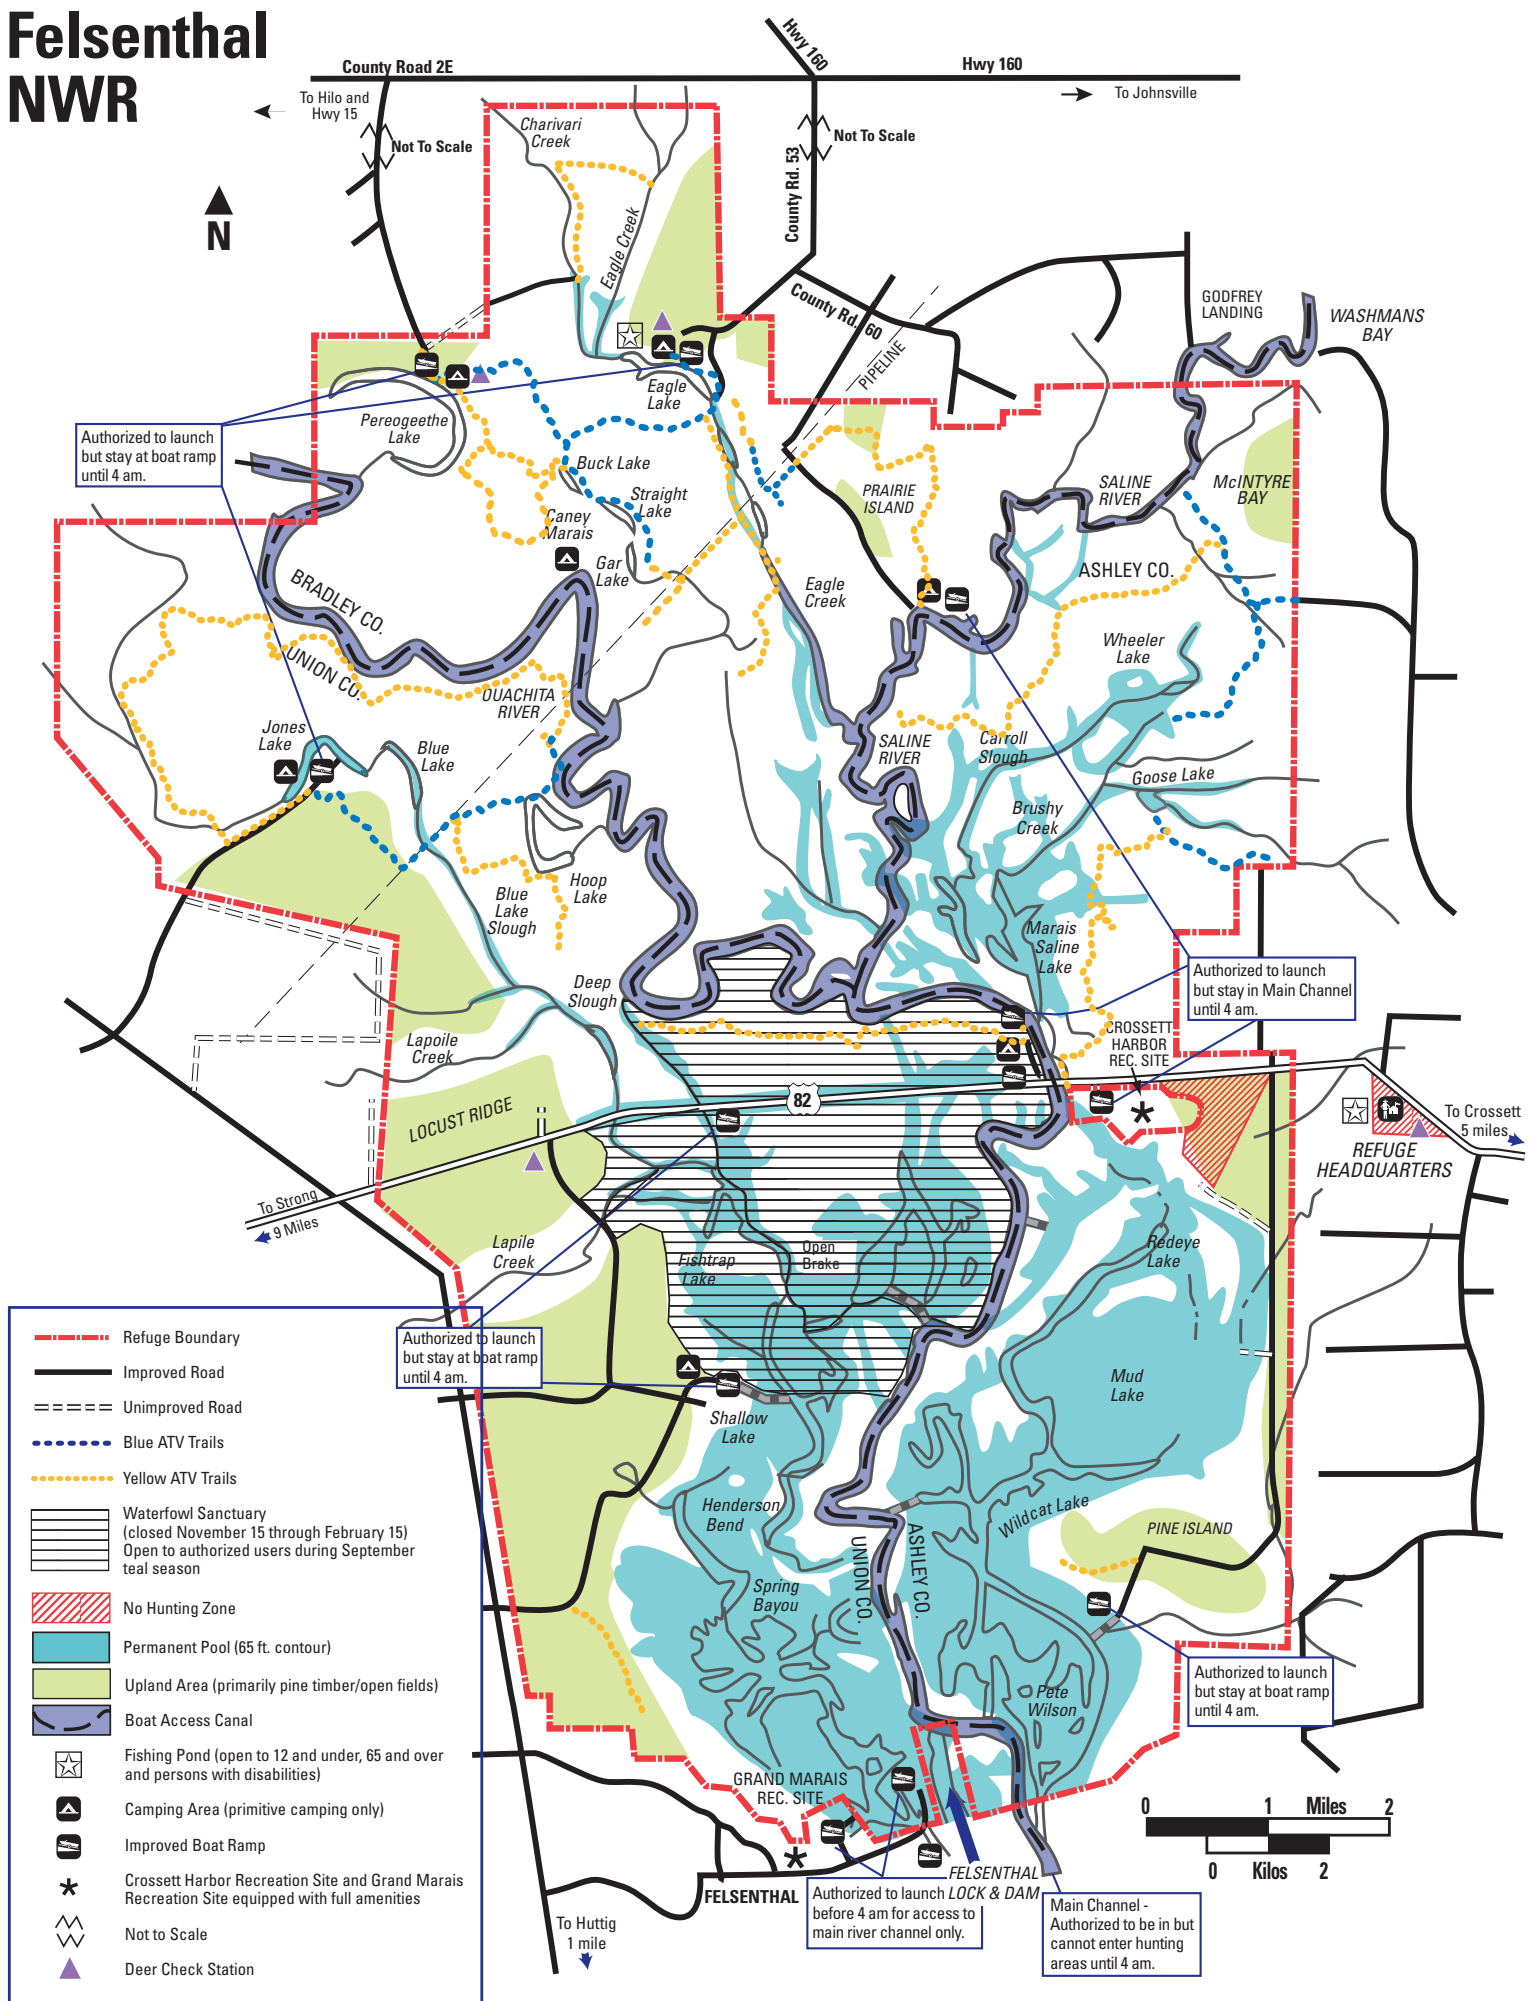 Felsenthal
NWR
County Road 2E
Hwy 160
Hwy 160
To Hilo and
Hwy 15
To Johnsville
Not To Scale
Not To Scale
County Rd. 53
N
Charivari
Creek
Eagle Creek
County Rd. 60
PIPELINE
GODFREY
LANDING
WASHMANS
BAY
Eagle
Lake
Pereogeethe
Lake
Authorized to launch
but stay at boat ramp
until 4 am.
Buck Lake
Straight
Lake
Caney
Marais
Gar
Lake
PRAIRIE
ISLAND
SALINE
RIVER
McINTYRE
BAY
ASHLEY CO.
BRADLEY CO.
UNION CO.
Eagle
Creek
Wheeler
Lake
OUACHITA
RIVER
Jones
Lake
Blue
Lake
SALINE
RIVER
Carroll
Slough
Goose Lake
Brushy
Creek
Hoop
Lake
Blue
Lake
Slough
Marais
Saline
Lake
Deep
Slough
Authorized to launch
but stay in Main Channel
until 4 am.
Lapoile
Creek
CROSSETT
HARBOR
REC. SITE
LOCUST RIDGE
82
To Crossett
5 miles
REFUGE
HEADQUARTERS
To Strong
9 Miles
Lapile
Creek
Fishtrap
Lake
Open
Brake
Redeye
Lake
Authorized to launch
but stay at boat ramp
until 4 am.
Mud
Lake
Shallow
Lake
Henderson
Bend
Wildcat Lake
PINE ISLAND
UNION CO.
ASHLEY CO.
Spring
Bayou
Authorized to launch
but stay at boat ramp
until 4 am.
Pete
Wilson
GRAND MARAIS
REC. SITE
0 1 Miles 2
0 Kilos 2
FELSENTHAL
LOCK & DAM
FELSENTHAL
Authorized to launch
before 4 am for access to
main river channel only.
Main Channel -
Authorized to be in but
cannot enter hunting
areas until 4 am.
To Huttig
1 mile
Refuge Boundary
Improved Road
Unimproved Road
Blue ATV Trails
Yellow ATV Trails
Waterfowl Sanctuary
(closed November 15 through February 15)
Open to authorized users during September
teal season
No Hunting Zone
Permanent Pool (65 ft. contour)
Upland Area (primarily pine timber/open fields)
Boat Access Canal
Fishing Pond (open to 12 and under, 65 and over
and persons with disabilities)
Camping Area (primitive camping only)
Improved Boat Ramp
Crossett Harbor Recreation Site and Grand Marais
Recreation Site equipped with full amenities
Not to Scale
Deer Check Station